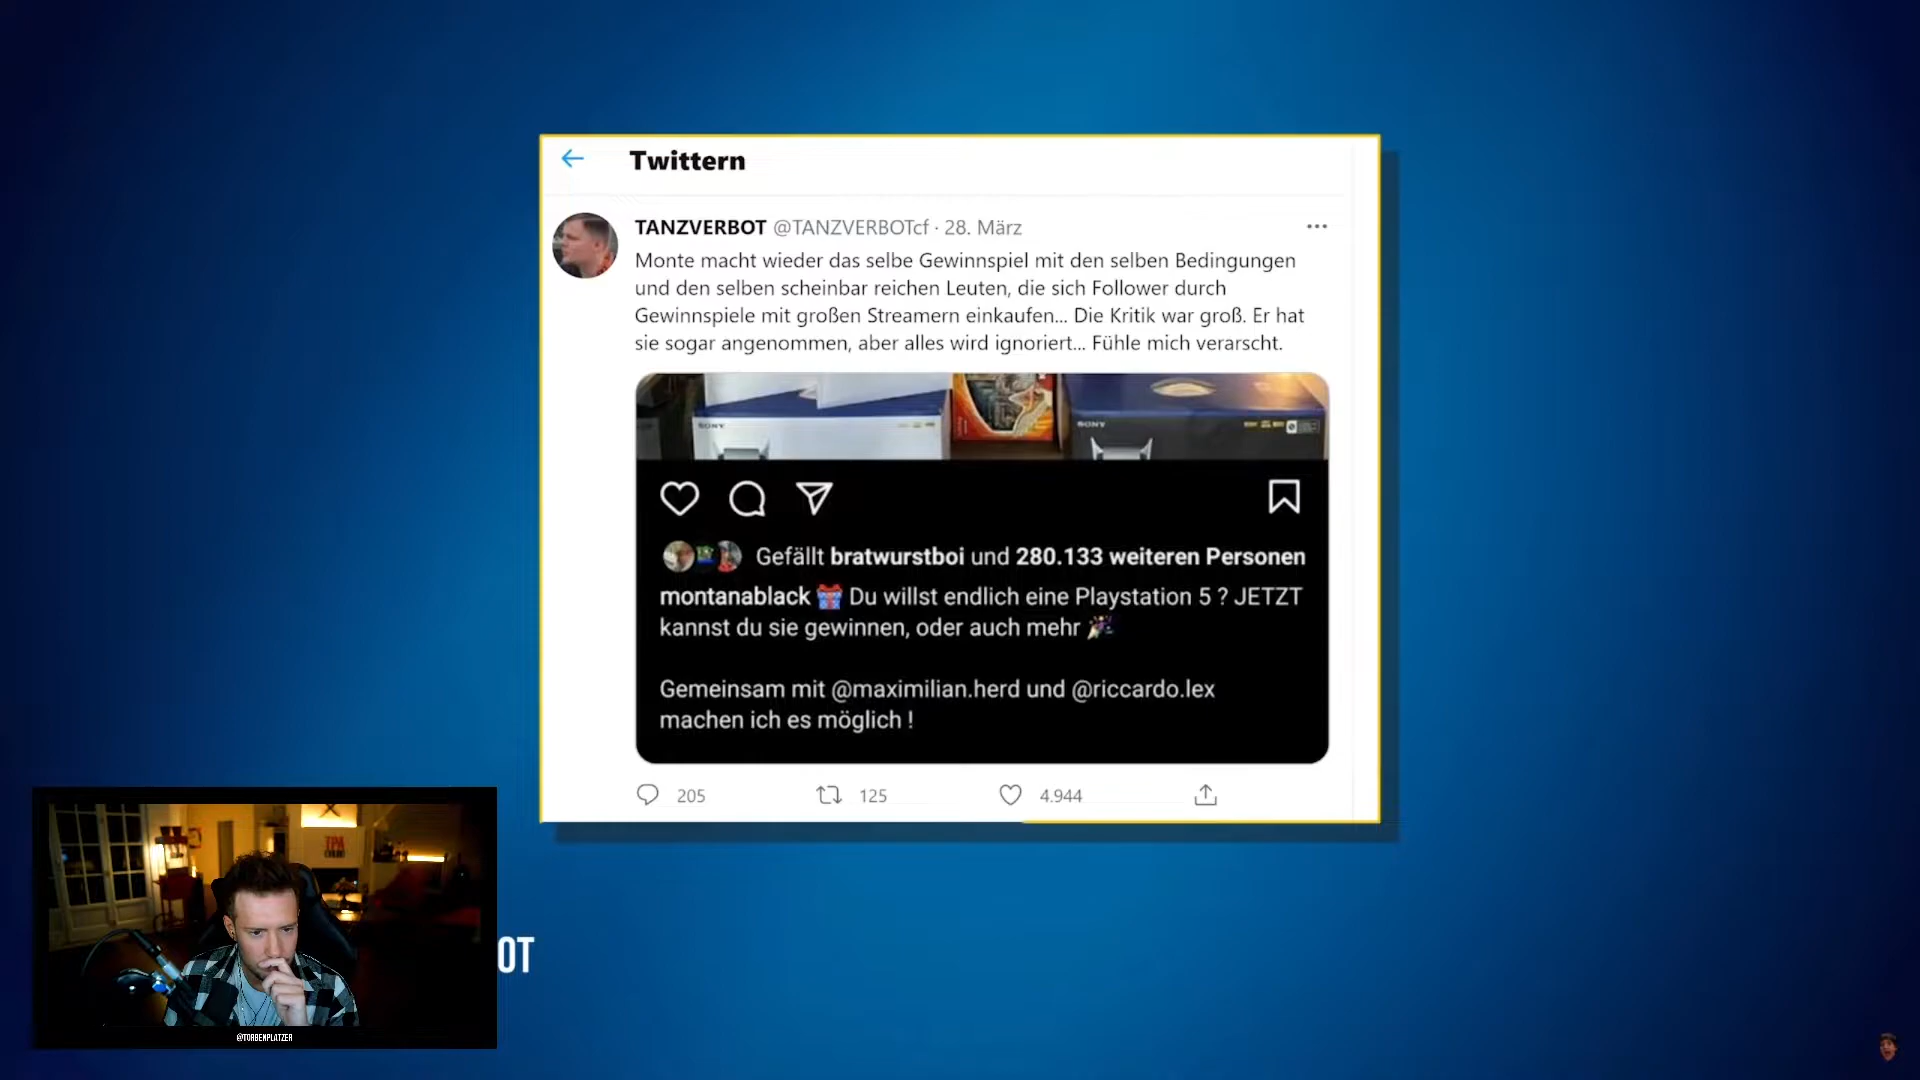 Twittern
TANZVERBOT @TANZVERBOTcf · 28. März
Monte macht wieder das selbe Gewinnspiel mit den selben Bedingungen
und den selben scheinbar reichen Leuten, die sich Follower durch
Gewinnspiele mit großen Streamern einkaufen... Die Kritik war groß. Er hat
sie sogar angenommen, aber alles wird ignoriert... Fühle mich verarscht.
SONY
SONY
Gefällt bratwurstboi und 280.133 weiteren Personen
montanablack 🎁 Du willst endlich eine Playstation 5 ? JETZT
kannst du sie gewinnen, oder auch mehr 🎉
Gemeinsam mit @maximilian.herd und @riccardo.lex
machen ich es möglich !
205 125 4.944
TPA
OT
@TORBENPLATZER